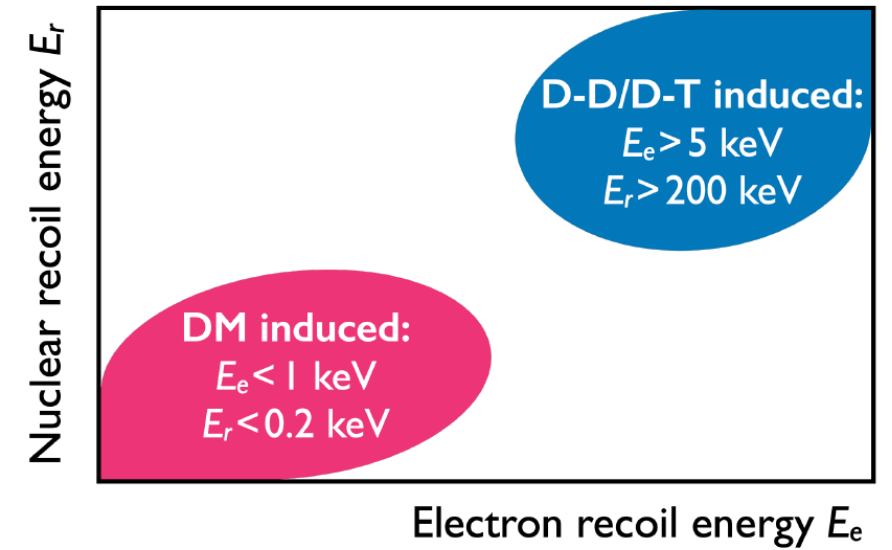 Nuclear recoil energy Er
D-D/D-T induced:
Ee > 5 keV
Er > 200 keV
DM induced:
Ee < 1 keV
Er < 0.2 keV
Electron recoil energy Ee